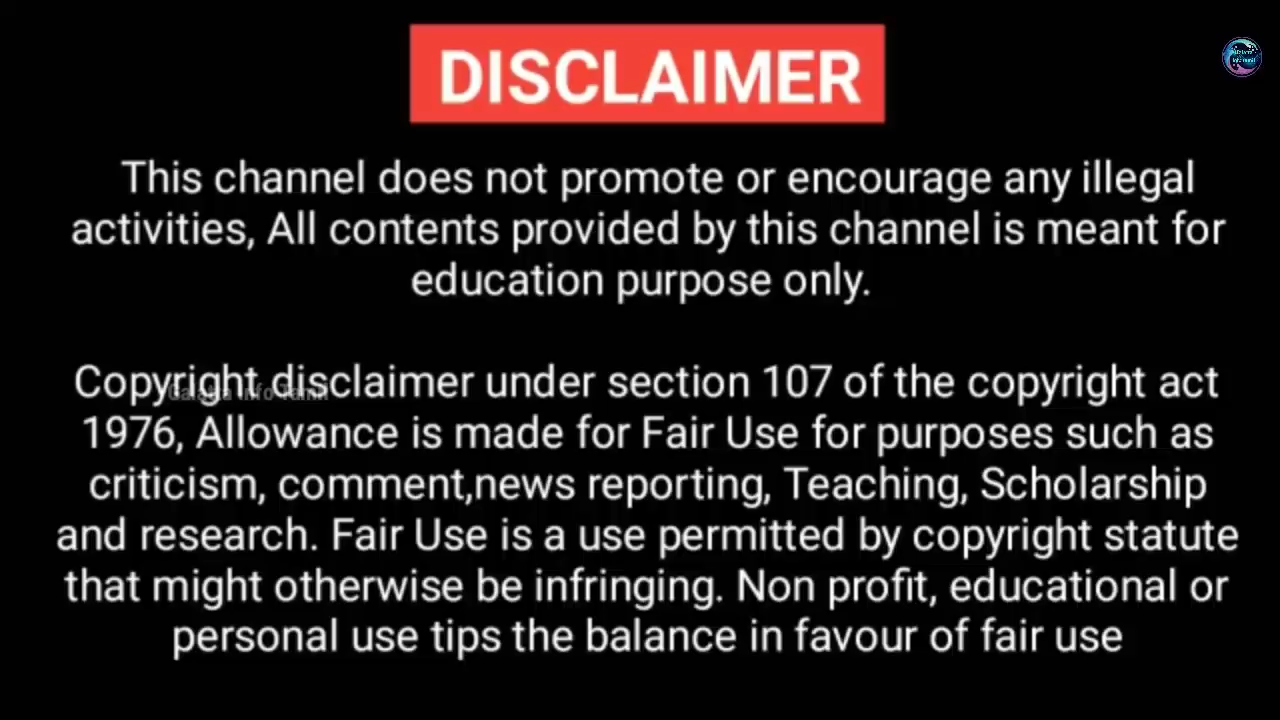 DISCLAIMER
This channel does not promote or encourage any illegal
activities, All contents provided by this channel is meant for
education purpose only.
Copyright disclaimer under section 107 of the copyright act
1976, Allowance is made for Fair Use for purposes such as
criticism, comment,news reporting, Teaching, Scholarship
and research. Fair Use is a use permitted by copyright statute
that might otherwise be infringing. Non profit, educational or
personal use tips the balance in favour of fair use
Info Tamil